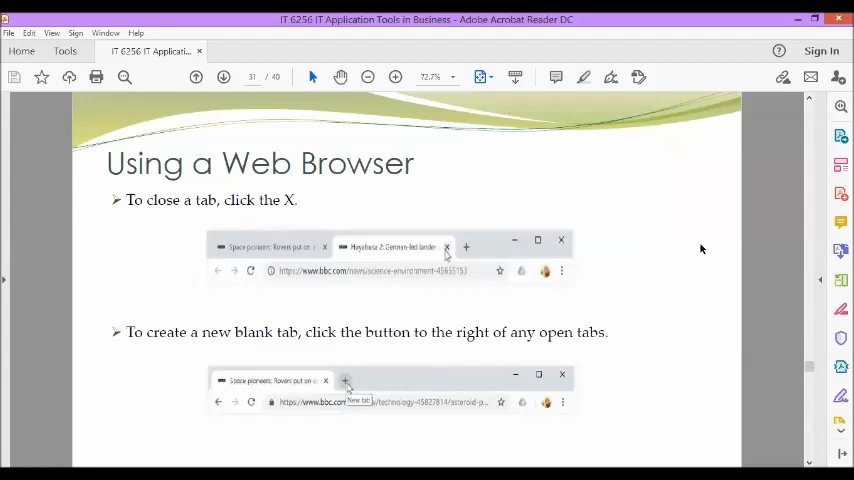 IT 6256 IT Application Tools in Business - Adobe Acrobat Reader DC
File Edit View Sign Window Help
Home Tools IT 6256 IT Applicati... × Sign In
31 / 40 72.7%
Using a Web Browser
To close a tab, click the X.
Space pioneers: Rovers put on a X Hayabusa 2: German-fed lander X +
https://www.bbc.com/news/science-environment-45655153
To create a new blank tab, click the button to the right of any open tabs.
Space pioneers: Rovers put on a X +
https://www.bbc.com w/technology-45827814/asteroid-p...
New tab